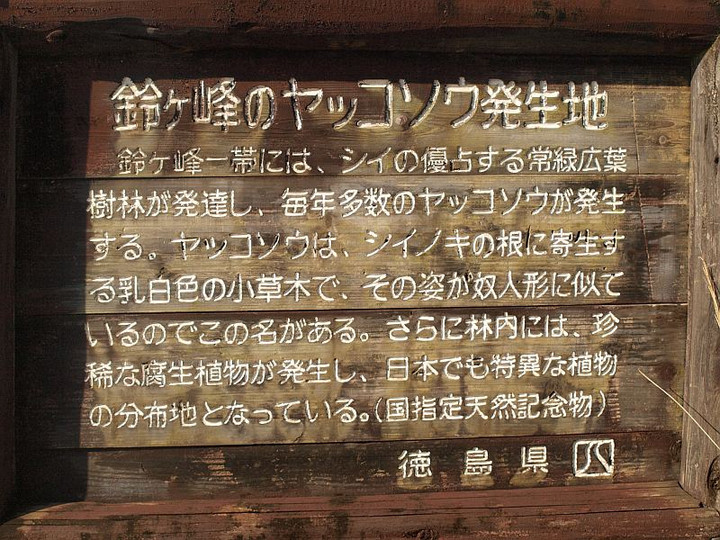 鈴ヶ峰のヤッコソウ発生地
鈴ヶ峰一帯には、シイの優占する常緑広葉
樹林が発達し、毎年多数のヤッコソウが発生
する。ヤッコソウは、シイノキの根に寄生す
る乳白色の小草木で、その姿が奴人形に似て
いるのでこの名がある。さらに林内には、珍
稀な腐生植物が発生し、日本でも特異な植物
の分布地となっている。(国指定天然記念物)
徳島県